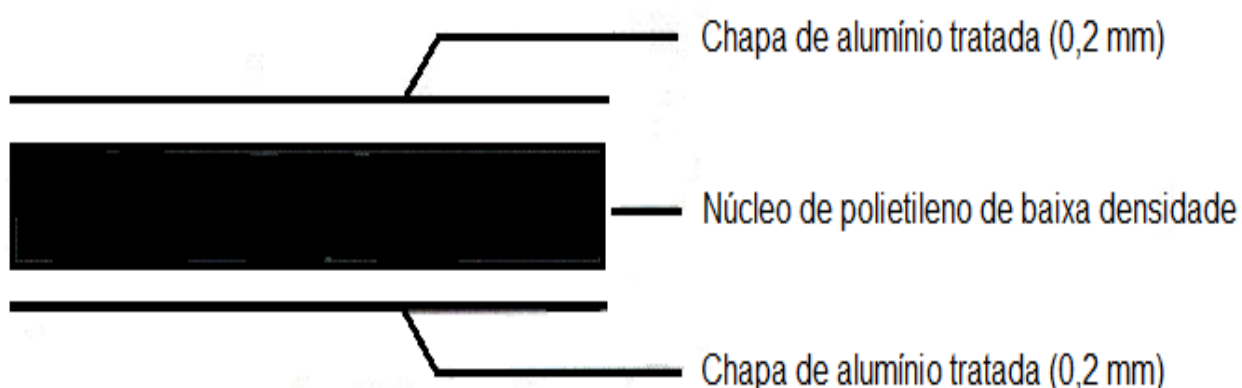 Chapa de alumínio tratada (0,2 mm)
Núcleo de polietileno de baixa densidade
Chapa de alumínio tratada (0,2 mm)